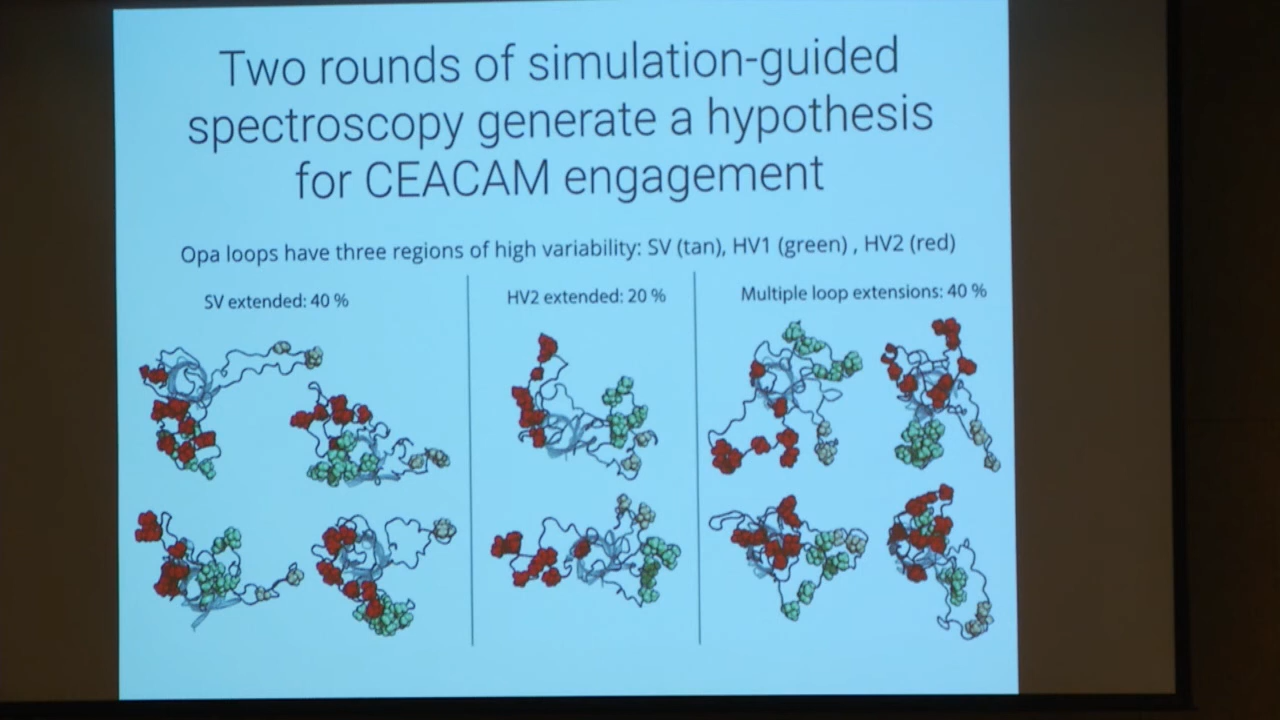 Two rounds of simulation-guided
spectroscopy generate a hypothesis
for CEACAM engagement
Opa loops have three regions of high variability: SV (tan), HV1 (green) , HV2 (red)
SV extended: 40 %
HV2 extended: 20 %
Multiple loop extensions: 40 %